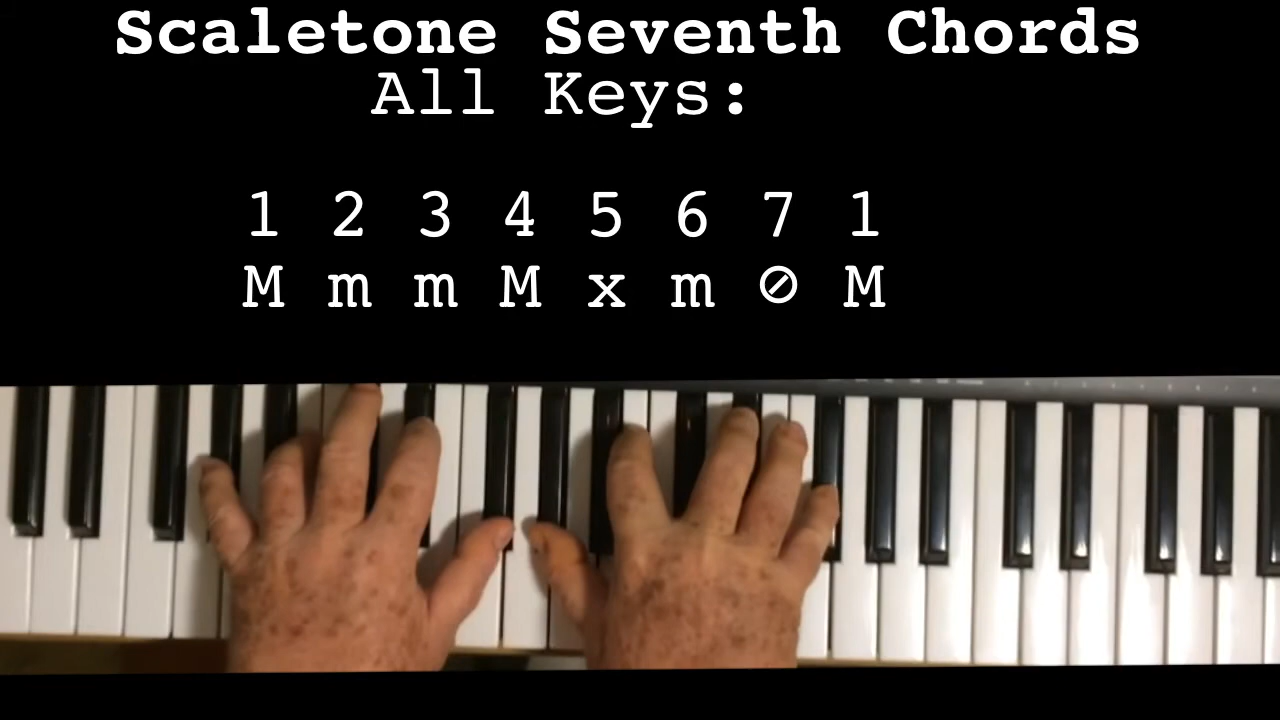 Scaletone Seventh Chords
All Keys:
1 2 3 4 5 6 7 1
M m m M x m ⊘ M